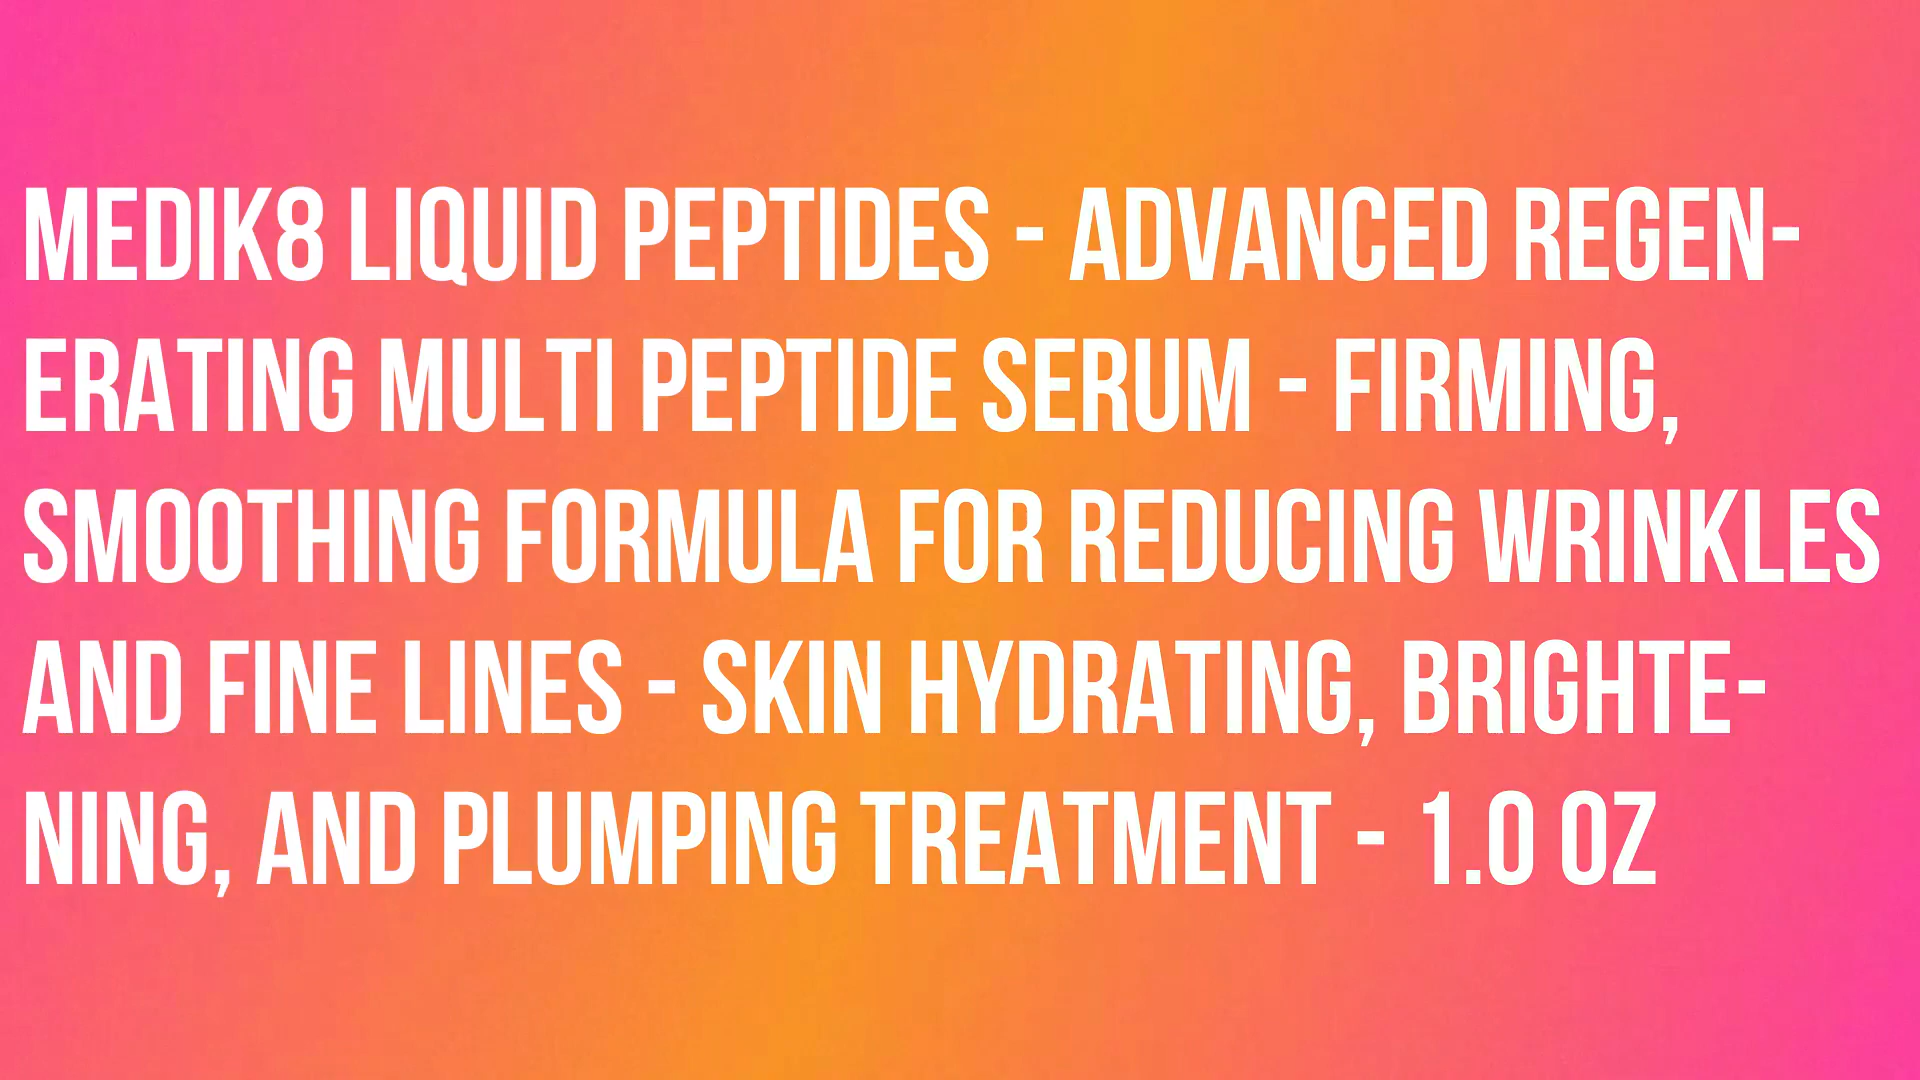 MEDIK8 LIQUID PEPTIDES - ADVANCED REGEN-
ERATING MULTI PEPTIDE SERUM - FIRMING,
SMOOTHING FORMULA FOR REDUCING WRINKLES
AND FINE LINES - SKIN HYDRATING, BRIGHTE-
NING, AND PLUMPING TREATMENT - 1.0 OZ